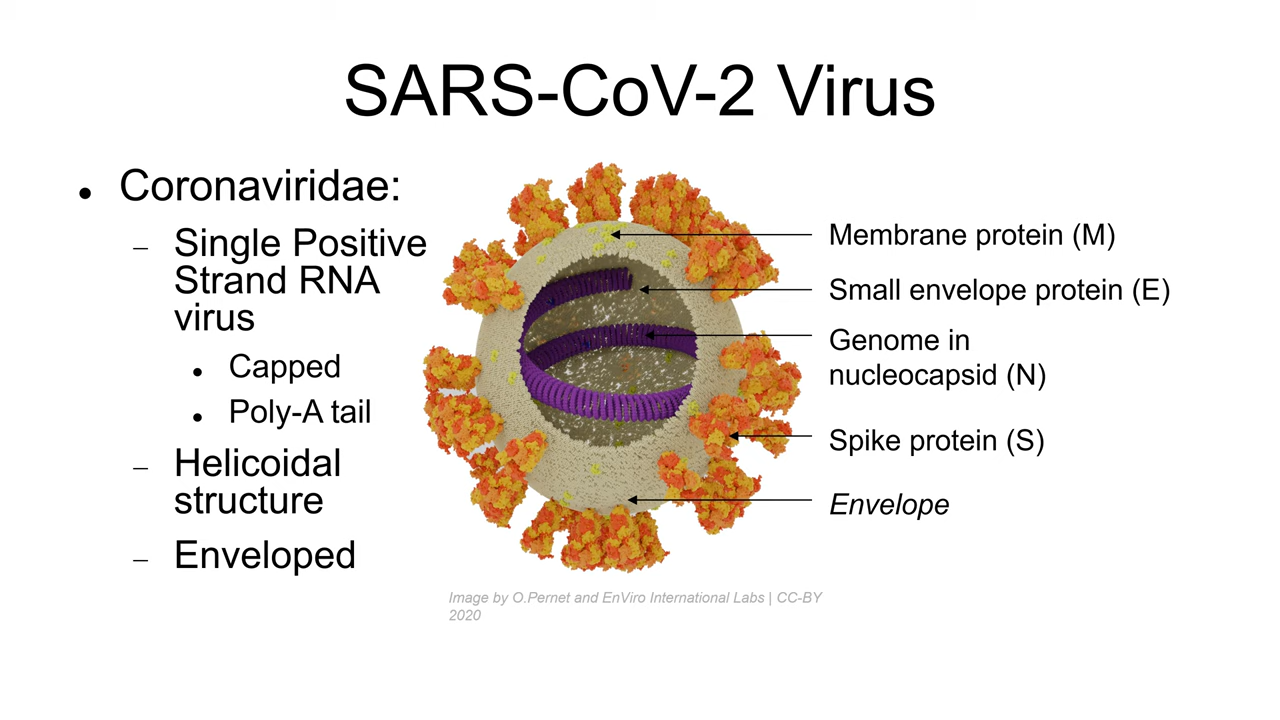 SARS-CoV-2 Virus
● Coronaviridae:
– Single Positive
Strand RNA
virus
● Capped
● Poly-A tail
– Helicoidal
structure
– Enveloped
Membrane protein (M)
Small envelope protein (E)
Genome in
nucleocapsid (N)
Spike protein (S)
Envelope
Image by O.Pernet and EnViro International Labs | CC-BY
2020